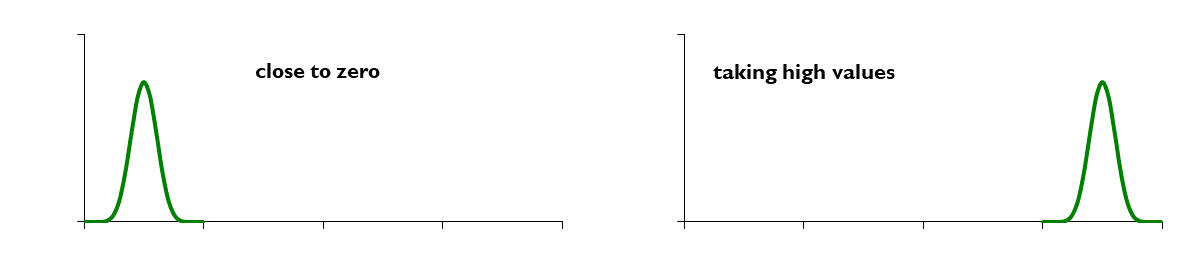 close to zero
taking high values